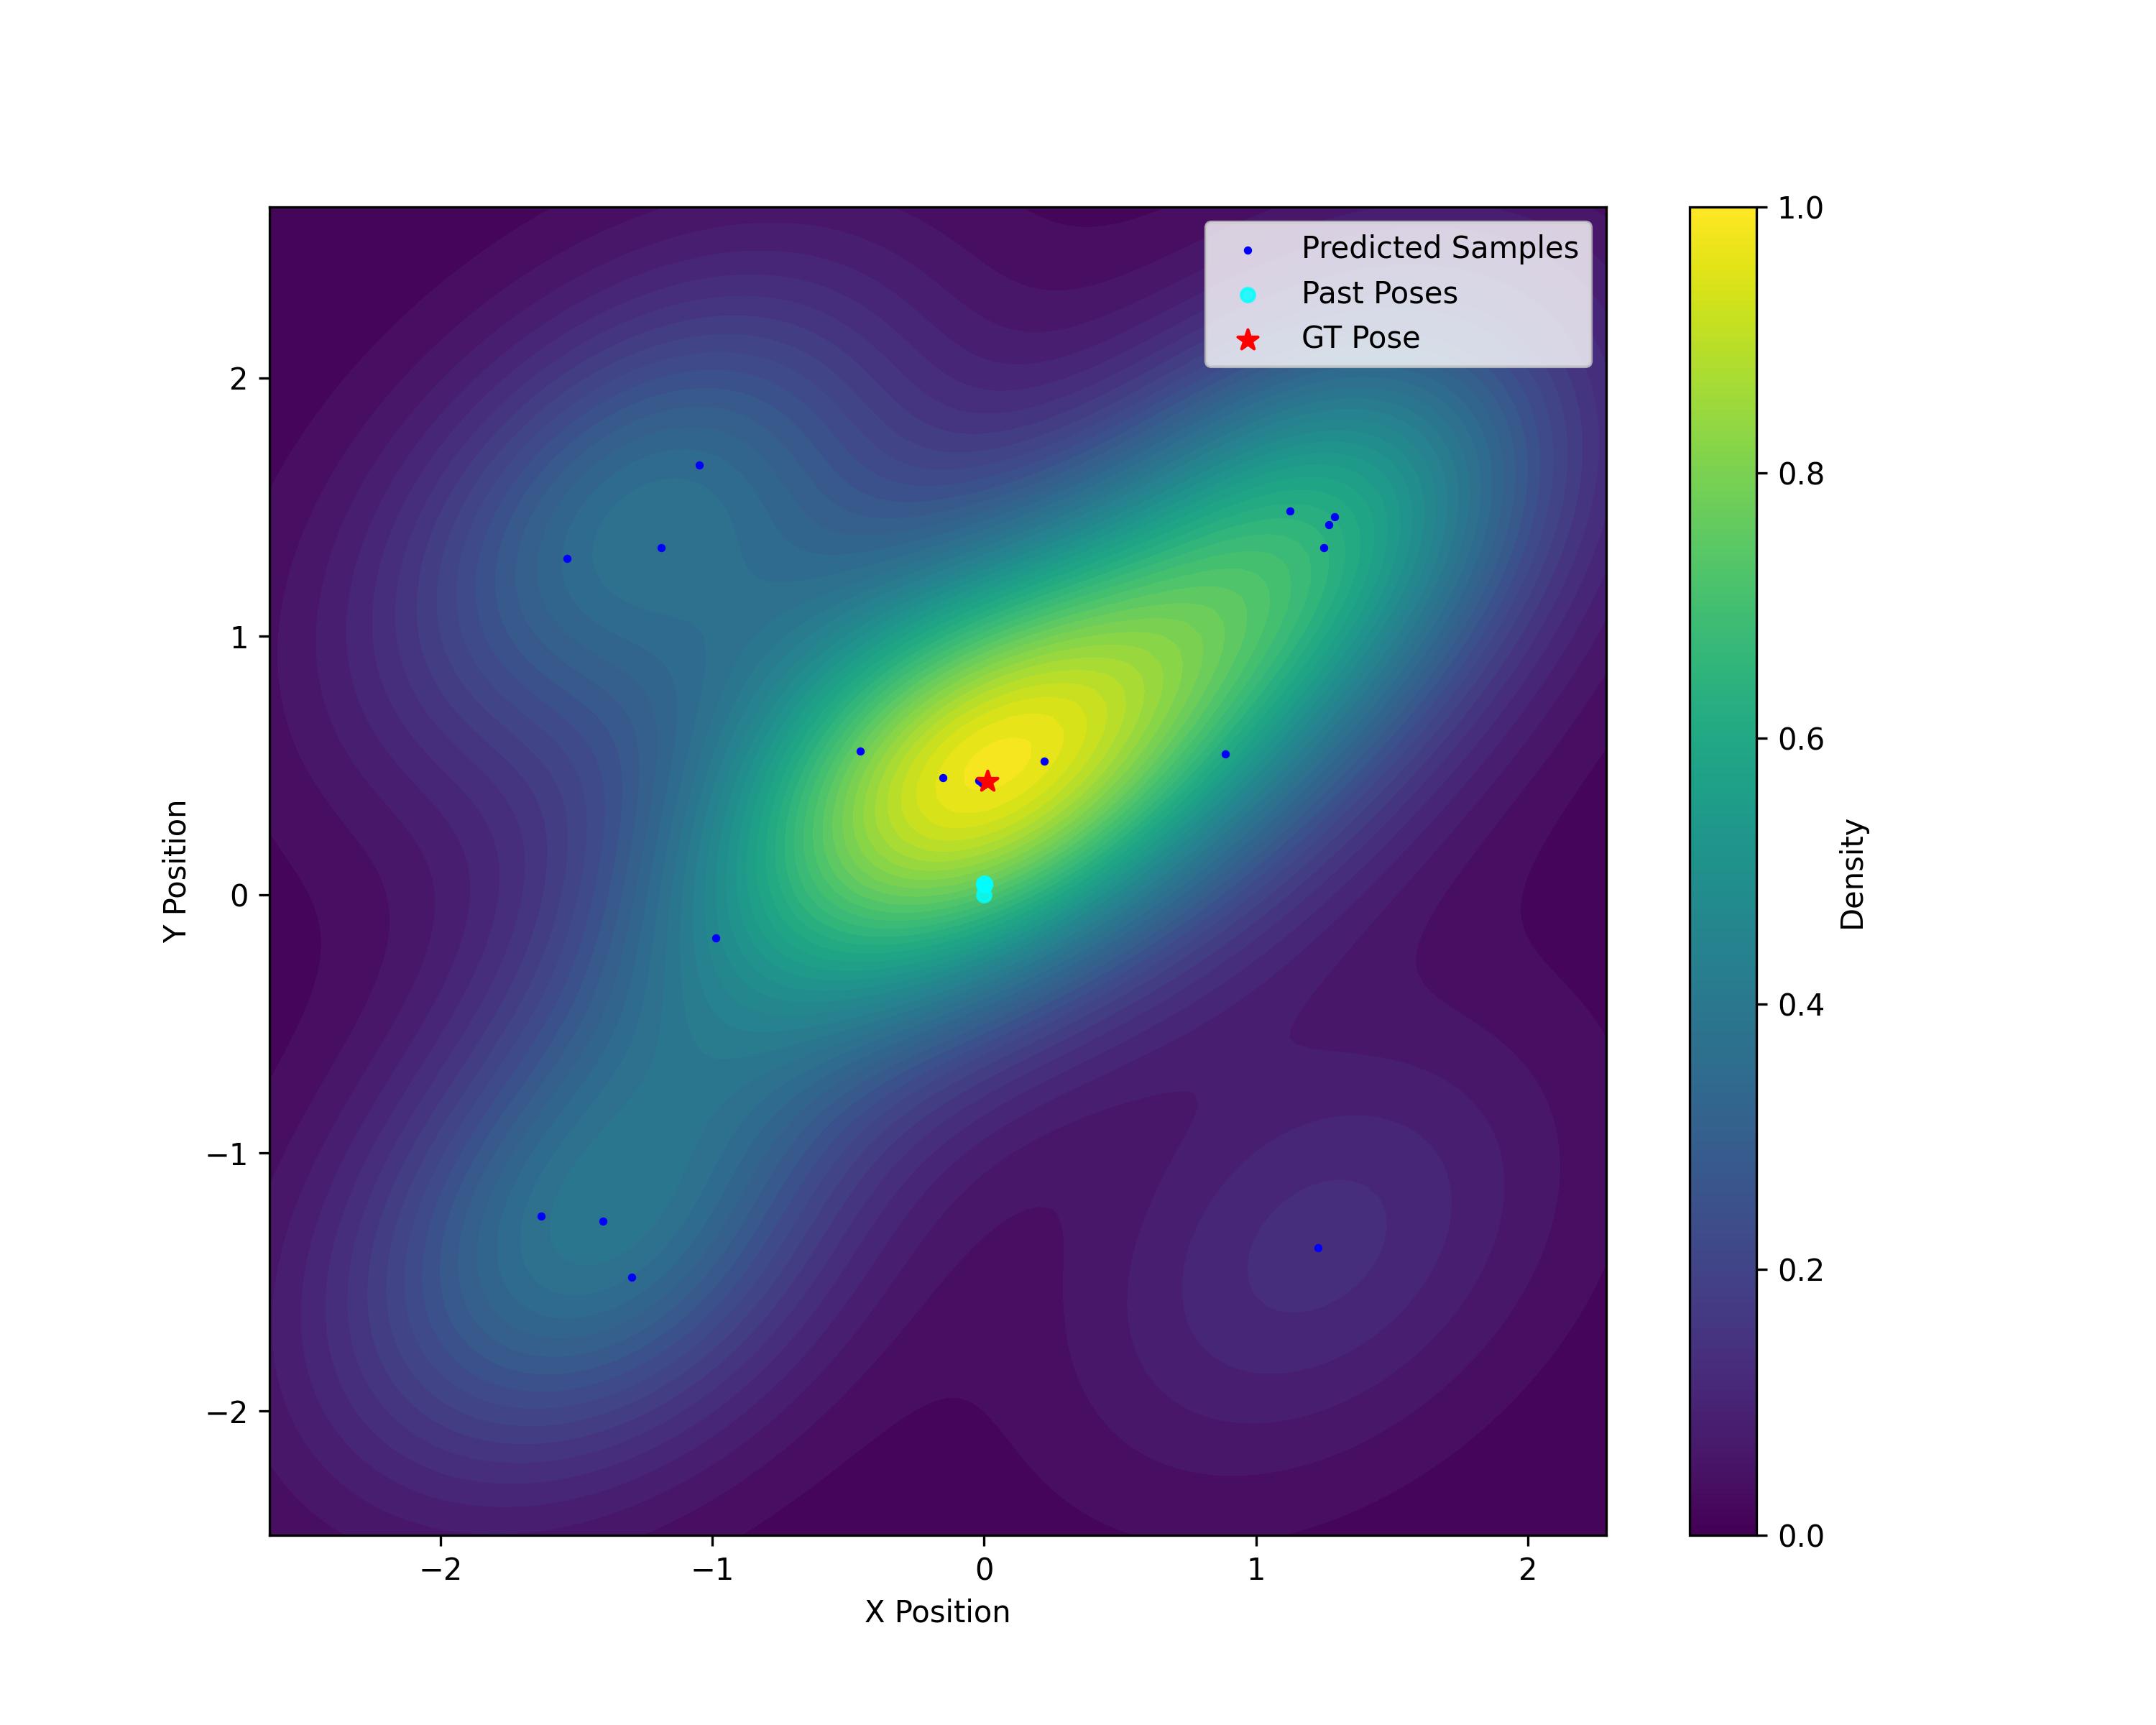 Predicted Samples
Past Poses
GT Pose
2
1
0
−1
−2
Y Position
−2
−1
0
1
2
X Position
1.0
0.8
0.6
0.4
0.2
0.0
Density